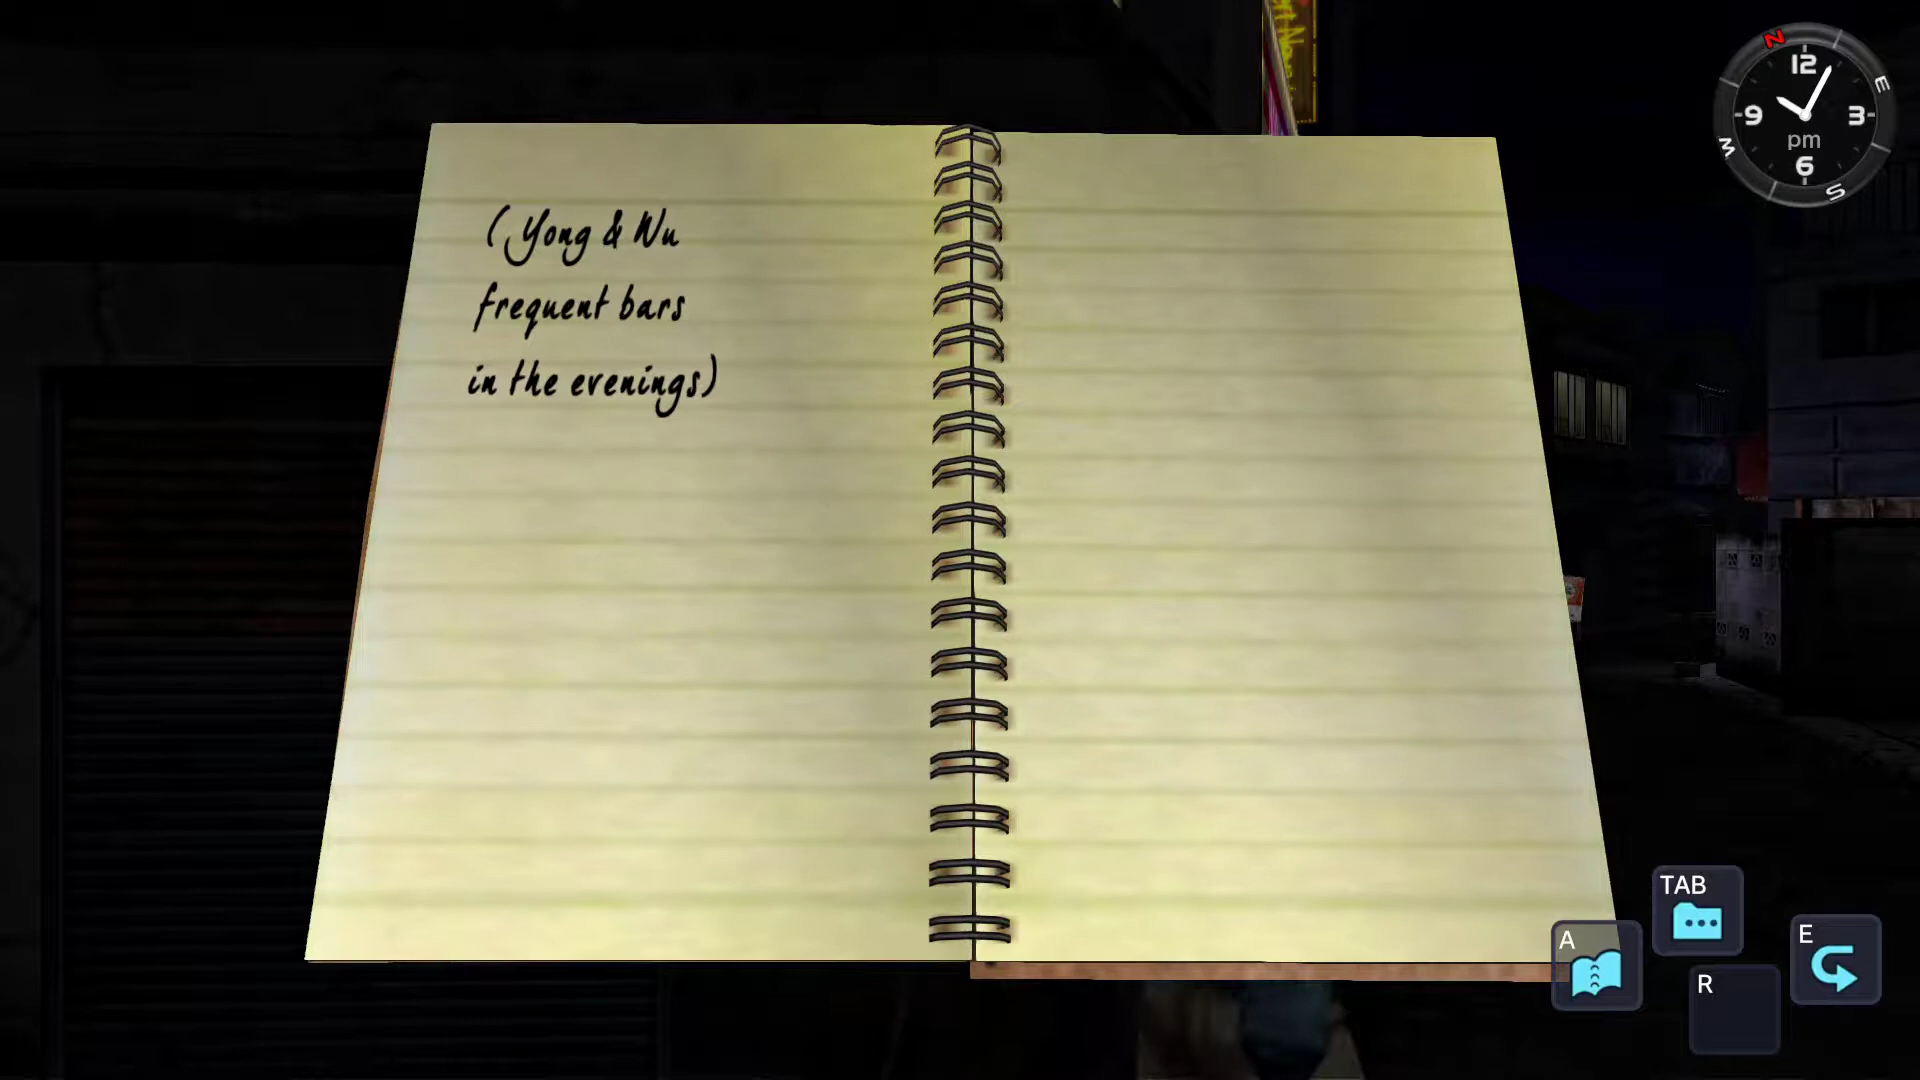 (Yong & Wu
frequent bars
in the evenings)
N
E
S
W
12
3
6
9
pm
TAB
A
E
R